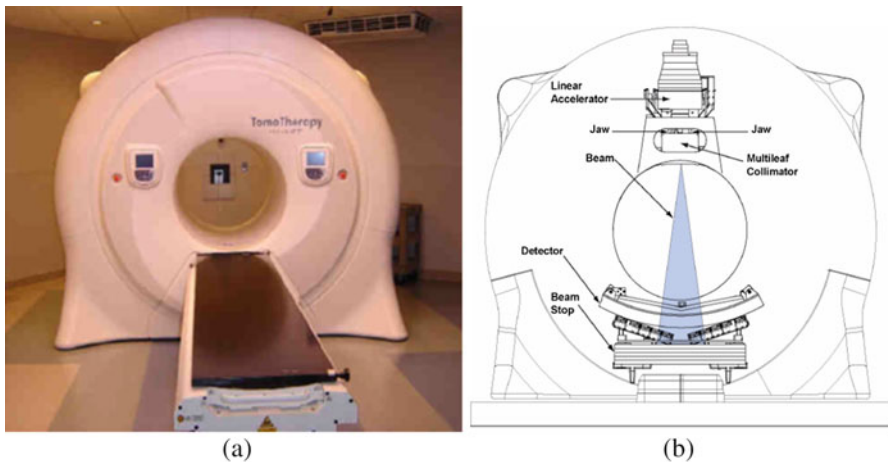 TomoTherapy
Linear
Accelerator
Jaw
Jaw
Beam
Multileaf
Collimator
Detector
Beam
Stop
(a)
(b)